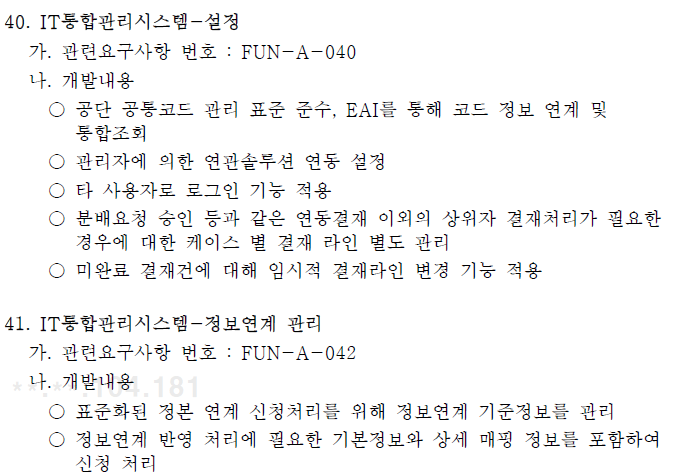 40. IT통합관리시스템-설정
가. 관련요구사항 번호 : FUN-A-040
나. 개발내용
○ 공단 공통코드 관리 표준 준수, EAI를 통해 코드 정보 연계 및
통합조회
○ 관리자에 의한 연관솔루션 연동 설정
○ 타 사용자로 로그인 기능 적용
○ 분배요청 승인 등과 같은 연동결재 이외의 상위자 결재처리가 필요한
경우에 대한 케이스 별 결재 라인 별도 관리
○ 미완료 결재건에 대해 임시적 결재라인 변경 기능 적용
41. IT통합관리시스템-정보연계 관리
가. 관련요구사항 번호 : FUN-A-042
나. 개발내용
○ 표준화된 정본 연계 신청처리를 위해 정보연계 기준정보를 관리
○ 정보연계 반영 처리에 필요한 기본정보와 상세 매핑 정보를 포함하여
신청 처리